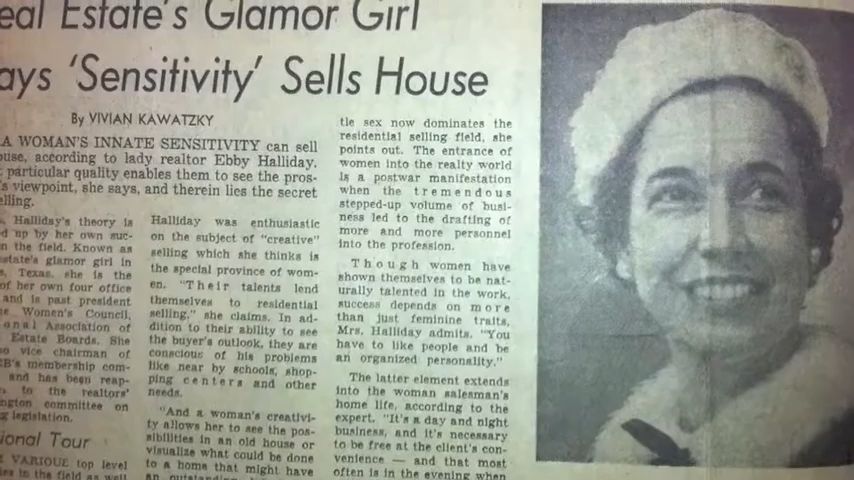 eal Estate's Glamor Girl
ays 'Sensitivity' Sells House
By VIVIAN KAWATZKY
A WOMAN'S INNATE SENSITIVITY can sell
ouse, according to lady realtor Ebby Halliday.
particular quality enables them to see the pros-
's viewpoint, she says, and therein lies the secret
elling.
. Halliday's theory is
d up by her own suc-
n the field. Known as
state's glamor girl in
s, Texas, she is the
of her own four office
and is past president
e Women's Council,
onal Association of
Estate Boards. She
o vice chairman of
B's membership com-
and has been reap-
to the realtors'
ngton committee on
g legislation.
ional Tour
VARIOUS top level
ies in the field as well
Halliday was enthusiastic
on the subject of "creative"
selling which she thinks is
the special province of wom-
en. "Their talents lend
themselves to residential
selling," she claims. In ad-
dition to their ability to see
the buyer's outlook, they are
conscious of his problems
like near by schools, shop-
ping centers and other
needs.
"And a woman's creativi-
ty allows her to see the pos-
sibilities in an old house or
visualize what could be done
to a home that might have
an outstanding
tle sex now dominates the
residential selling field, she
points out. The entrance of
women into the realty world
is a postwar manifestation
when the tremendous
stepped-up volume of busi-
ness led to the drafting of
more and more personnel
into the profession.
Though women have
shown themselves to be nat-
urally talented in the work,
success depends on more
than just feminine traits,
Mrs. Halliday admits. "You
have to like people and be
an organized personality."
The latter element extends
into the woman salesman's
home life, according to the
expert. "It's a day and night
business, and it's necessary
to be free at the client's con-
venience — and that most
often is in the evening when